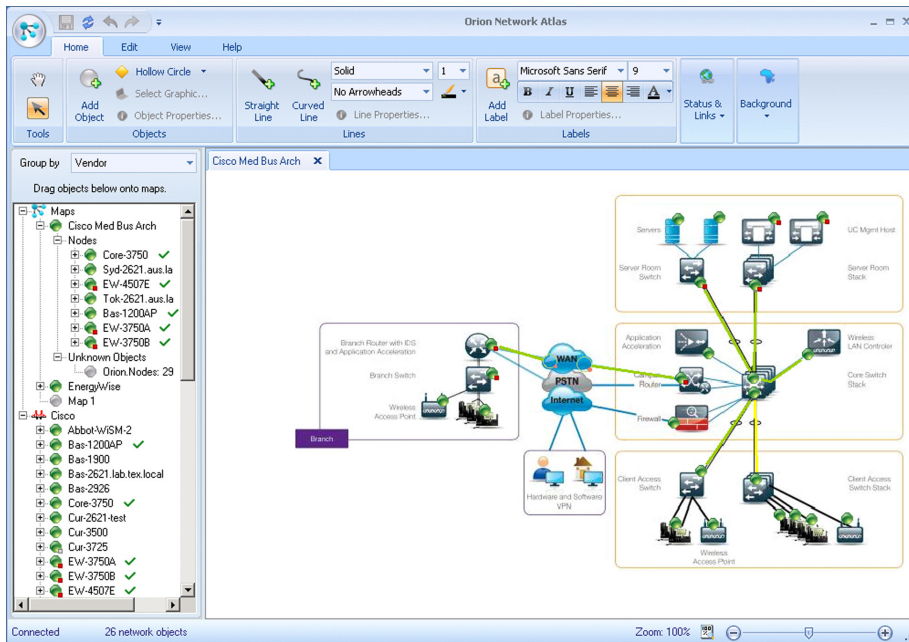 Orion Network Atlas
Home Edit View Help
Add Object
Hollow Circle
Select Graphic...
Object Properties...
Straight Line
Curved Line
Solid 1
No Arrowheads
Line Properties...
Add Label
Microsoft Sans Serif 9
B I U A
Label Properties...
Status & Links
Background
Tools Objects Lines Labels
Group by Vendor
Drag objects below onto maps.
Cisco Med Bus Arch X
Maps
Cisco Med Bus Arch
Nodes
Core-3750
Syd-2621.aus.la
EW-4507E
Tok-2621.aus.la
Bas-1200AP
EW-3750A
EW-3750B
Unknown Objects
Orion.Nodes: 29
EnergyWise
Map 1
Cisco
Abbot-WiSM-2
Bas-1200AP
Bas-1900
Bas-2621.lab.tex.local
Bas-2926
Core-3750
Cur-2621-test
Cur-3500
Cur-3725
EW-3750A
EW-3750B
EW-4507E
Servers
UC Mgmt Host
Server Room
Switch
Server Room
Stack
Branch Router with IDS
and Application Acceleration
Branch Switch
Wireless
Access Point
Branch
WAN
PSTN
Internet
Hardware and Software
VPN
Application
Acceleration
Wireless
LAN Controler
Router
Core Switch
Stack
Firewall
Client Access
Switch
Client Access
Switch Stack
Wireless
Access Point
Connected 26 network objects Zoom: 100%